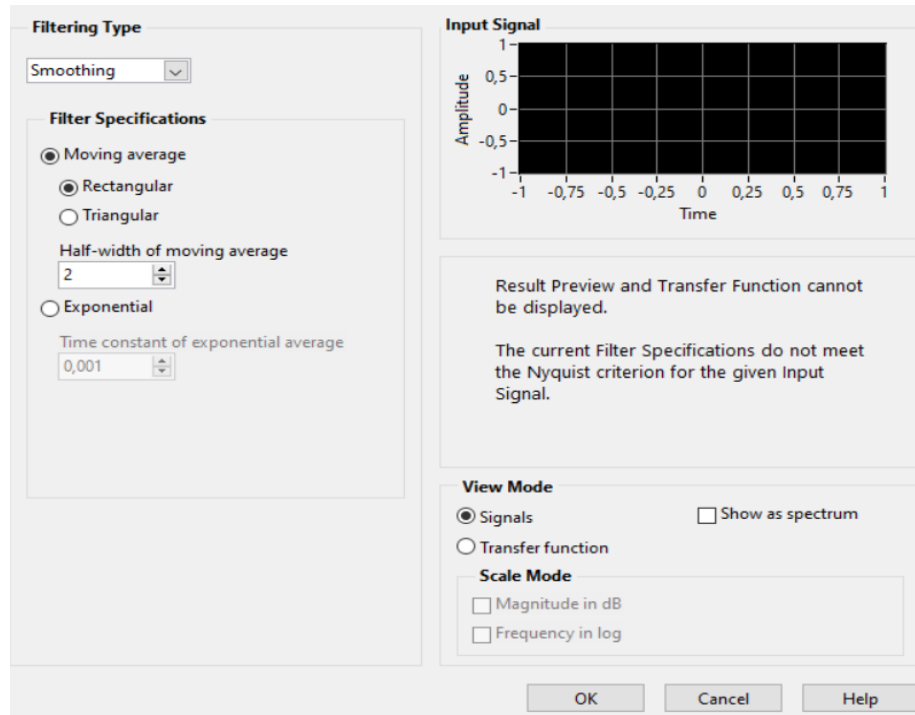 Filtering Type
Smoothing
Filter Specifications
Moving average
Rectangular
Triangular
Half-width of moving average
2
Exponential
Time constant of exponential average
0,001
Input Signal
Amplitude
1
0,5
0
-0,5
-1
-1 -0,75 -0,5 -0,25 0 0,25 0,5 0,75 1
Time
Result Preview and Transfer Function cannot
be displayed.
The current Filter Specifications do not meet
the Nyquist criterion for the given Input
Signal.
View Mode
Signals Show as spectrum
Transfer function
Scale Mode
Magnitude in dB
Frequency in log
OK Cancel Help